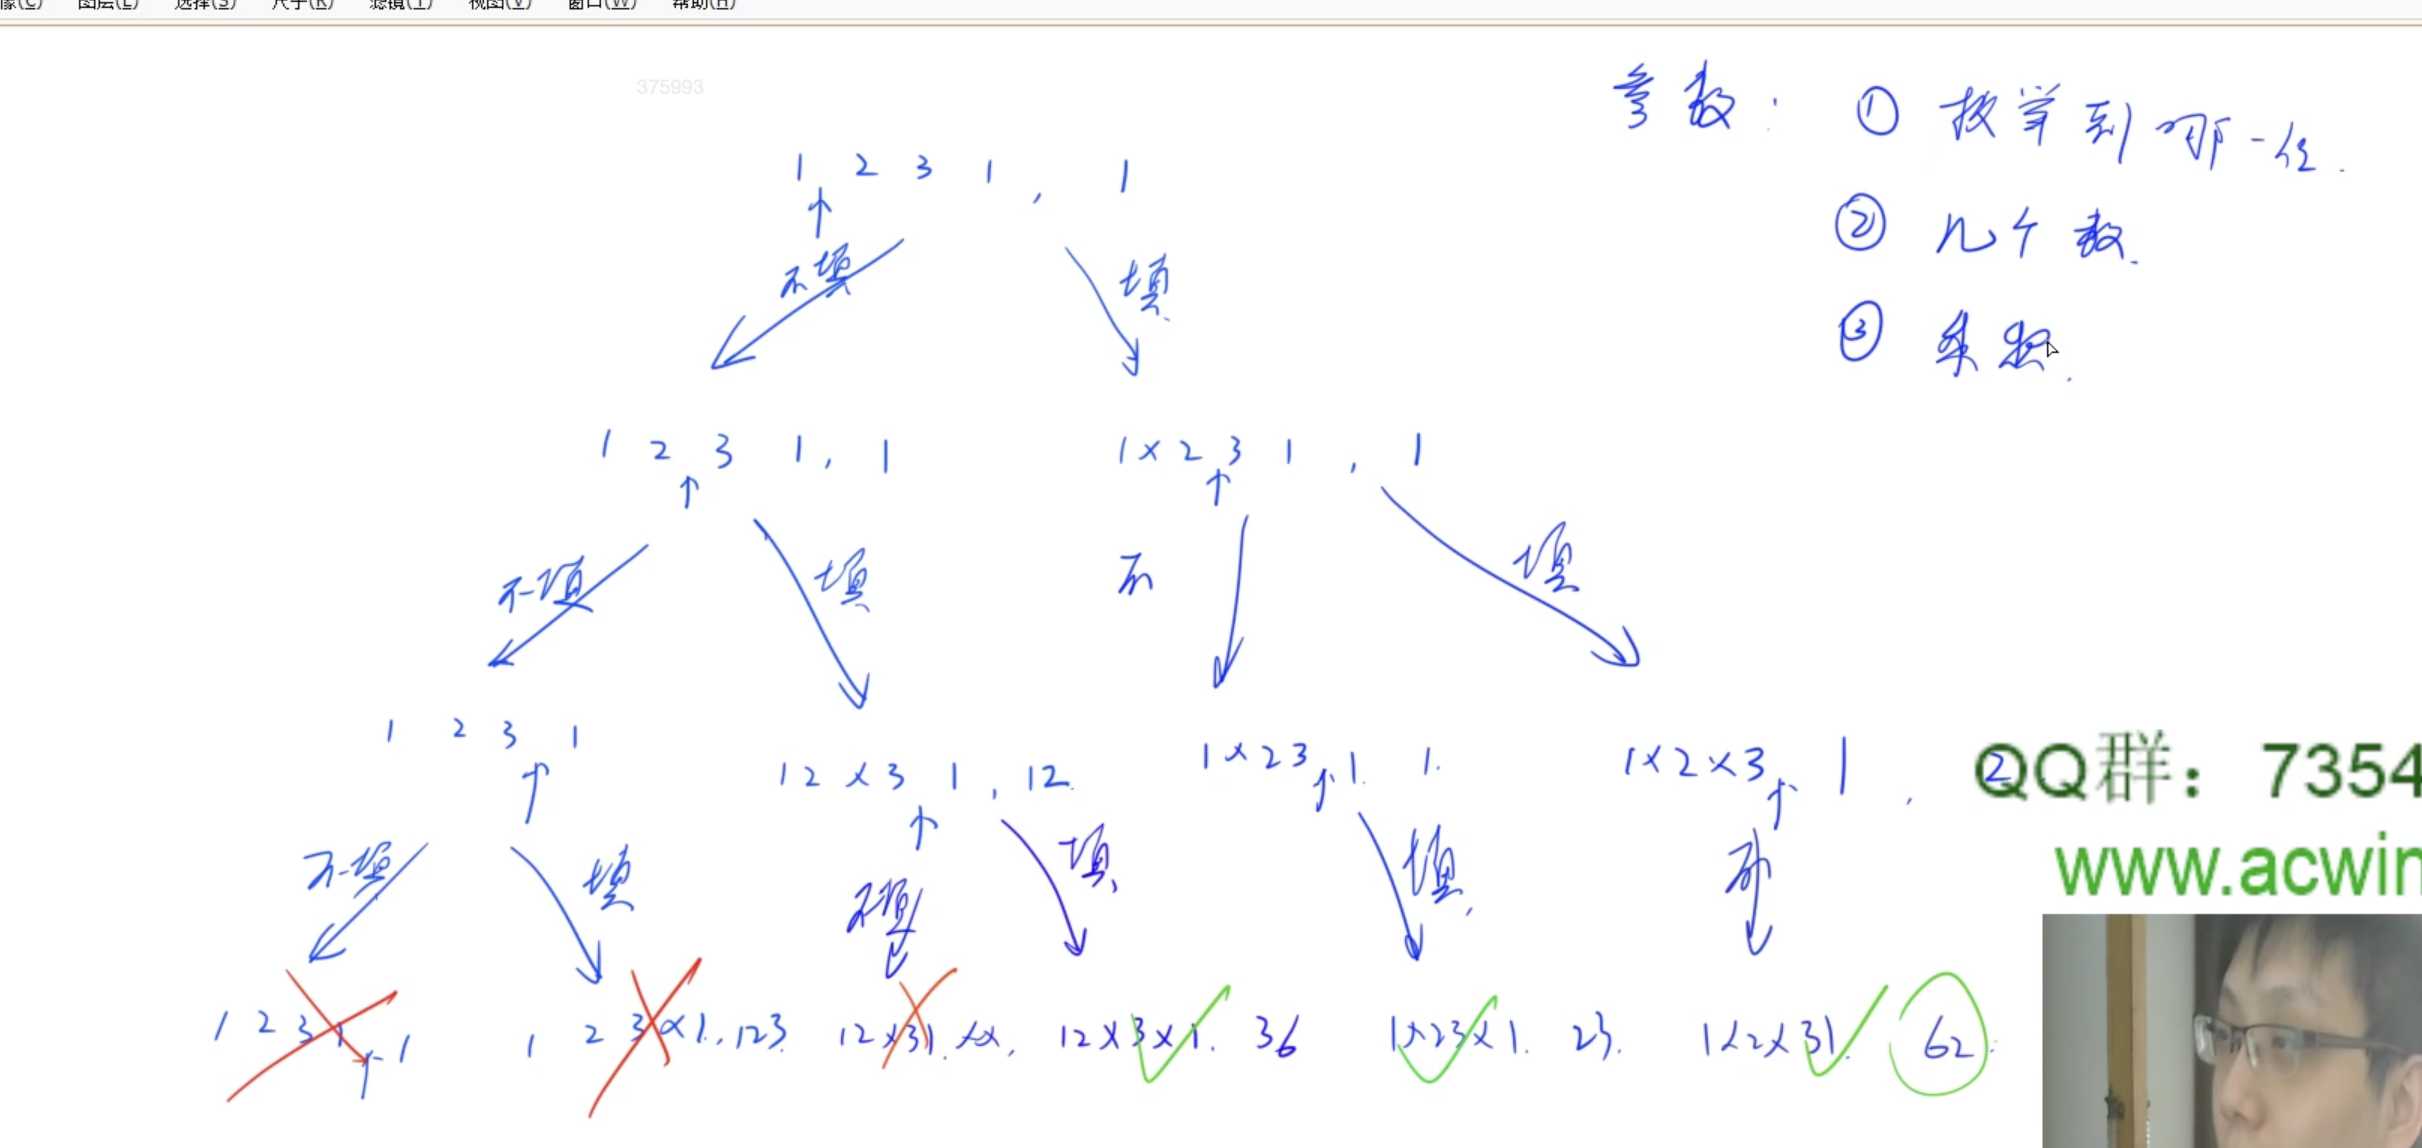 图层(L) 选择(S) 尺寸(R) 滤镜(T) 视图(V) 窗口(W) 帮助(H)
375993
参数: ① 枚举到哪一位.
② 几个数.
③ 乘积.
1 2 3 1 , 1
↑
不填 填.
1 2 3 1 , 1 1×2 3 1 , 1
↑ ↑
不填 填 不 填
1 2 3 1 12×3 1 , 12. 1×23 1. 1. 1×2×3 1 , 2
↑ ↑ ↑ ↑
QQ群: 7354
www.acwin
不填 填 不填 填, 填, 不
1 2 3 1 1 1 2 3×1., 123. 12×31. ××. 12×3×1. 36 1×23×1. 23. 1×2×31. 62.